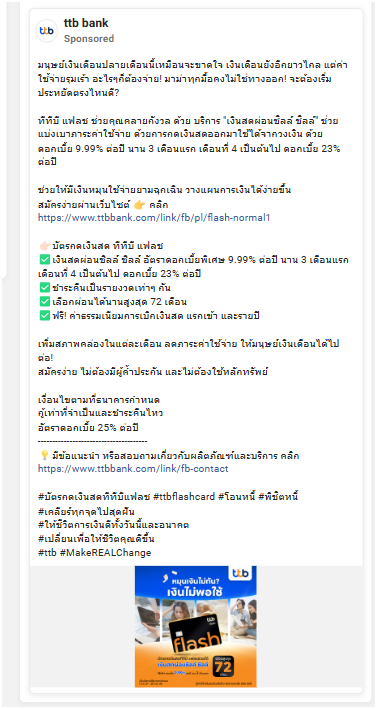 ttb bank
Sponsored
มนุษย์เงินเดือนปลายเดือนนี้เหมือนจะขาดใจ เงินเดือนยังอีกยาวไกล แต่ค่า
ใช้จ่ายรุมเร้า อะไรๆก็ต้องจ่าย! มาม่าทุกมื้อคงไม่ใช่ทางออก! จะต้องเริ่ม
ประหยัดตรงไหนดี?
ทีทีบี แฟลช ช่วยคุณคลายกังวล ด้วย บริการ "เงินสดผ่อนชิลล์ ชิลล์" ช่วย
แบ่งเบาภาระค่าใช้จ่าย ด้วยการกดเงินสดออกมาใช้ได้จากวงเงิน ด้วย
ดอกเบี้ย 9.99% ต่อปี นาน 3 เดือนแรก เดือนที่ 4 เป็นต้นไป ดอกเบี้ย 23%
ต่อปี
ช่วยให้มีเงินหมุนใช้จ่ายยามฉุกเฉิน วางแผนการเงินได้ง่ายขึ้น
สมัครง่ายผ่านเว็บไซต์ 👉 คลิก
https://www.ttbbank.com/link/fb/pl/flash-normal1
👉🏻บัตรกดเงินสด ทีทีบี แฟลช
✅เงินสดผ่อนชิลล์ ชิลล์ อัตราดอกเบี้ยพิเศษ 9.99% ต่อปี นาน 3 เดือนแรก
เดือนที่ 4 เป็นต้นไป ดอกเบี้ย 23% ต่อปี
✅ชำระคืนเป็นรายงวดเท่าๆ กัน
✅เลือกผ่อนได้นานสูงสุด 72 เดือน
✅ฟรี! ค่าธรรมเนียมการเบิกเงินสด แรกเข้า และรายปี
เพิ่มสภาพคล่องในแต่ละเดือน ลดภาระค่าใช้จ่าย ให้มนุษย์เงินเดือนได้ไป
ต่อ!
สมัครง่าย ไม่ต้องมีผู้ค้ำประกัน และไม่ต้องใช้หลักทรัพย์
เงื่อนไขตามที่ธนาคารกำหนด
กู้เท่าที่จำเป็นและชำระคืนไหว
อัตราดอกเบี้ย 25% ต่อปี
-------------------------------------
💡มีข้อแนะนำ หรือสอบถามเกี่ยวกับผลิตภัณฑ์และบริการ คลิก
https://www.ttbbank.com/link/fb-contact
#บัตรกดเงินสดทีทีบีแฟลช #ttbflashcard #โอนหนี้ #พิชิตหนี้
#เคลียร์ทุกจุดไปสุดฝัน
#ให้ชีวิตการเงินดีทั้งวันนี้และอนาคต
#เปลี่ยนเพื่อให้ชีวิตคุณดีขึ้น
#ttb #MakeREALChange
หมุนเงินไม่ทัน?
เงินไม่พอใช้
ttb
flash
72